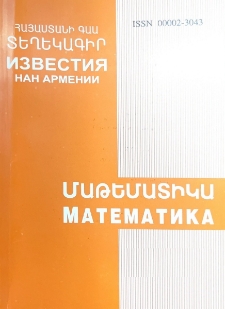 ՀԱՅԱՍՏԱՆԻ ԳԱԱ
ՏԵՂԵԿԱԳԻՐ
ИЗВЕСТИЯ
НАН АРМЕНИИ
ISSN 00002-3043
ՄԱԹԵՄԱՏԻԿԱ
МАТЕМАТИКА